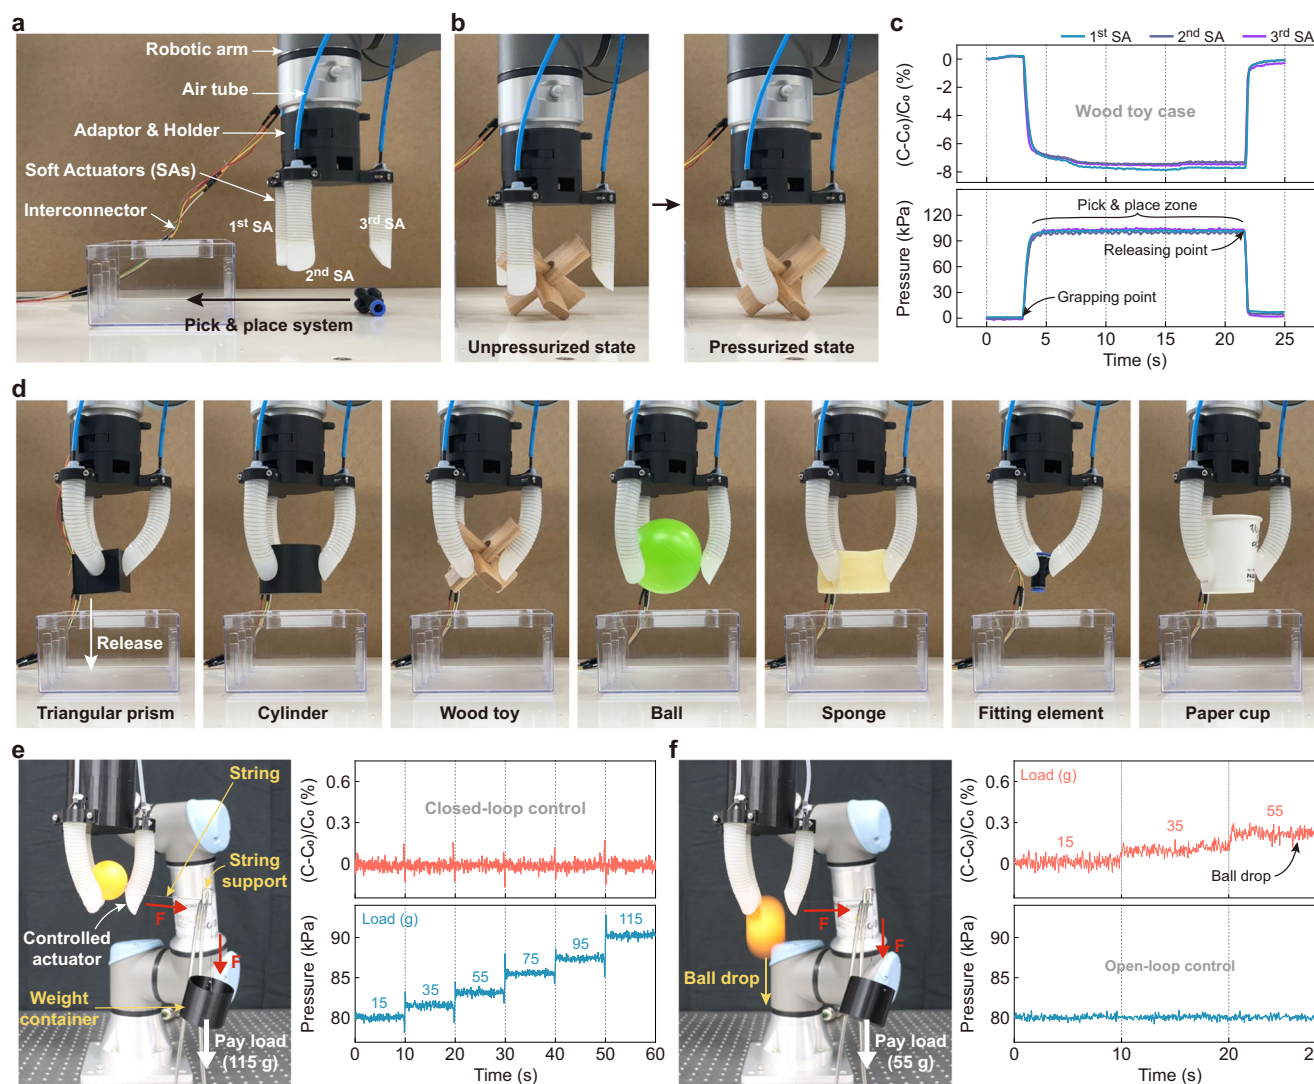 a
Robotic arm
Air tube
Adaptor & Holder
Soft Actuators (SAs)
Interconnector
1st SA
2nd SA
3rd SA
Pick & place system
b
Unpressurized state
Pressurized state
c
1st SA
2nd SA
3rd SA
(C-C₀)/C₀ (%)
0
-2
-4
-6
-8
Wood toy case
Pressure (kPa)
120
90
60
30
0
Pick & place zone
Releasing point
Grapping point
0 5 10 15 20 25
Time (s)
d
Release
Triangular prism
Cylinder
Wood toy
Ball
Sponge
Fitting element
Paper cup
e
String
String
support
F
F
Controlled
actuator
Weight
container
Pay load
(115 g)
(C-C₀)/C₀ (%)
0.6
0.3
0
Closed-loop control
Pressure (kPa)
90
85
80
Load (g)
15
35
55
75
95
115
0 10 20 30 40 50 60
Time (s)
f
F
F
Ball drop
Pay load
(55 g)
(C-C₀)/C₀ (%)
0.6
0.3
0
Load (g)
15
35
55
Ball drop
Pressure (kPa)
90
85
80
Open-loop control
0 10 20
Time (s)